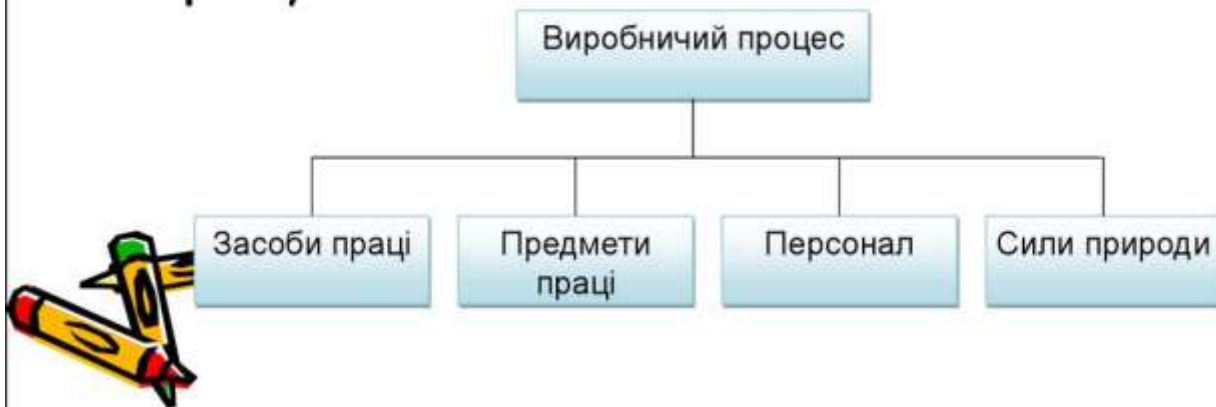 Виробничий процес
Засоби праці
Предмети
праці
Персонал
Сили природи